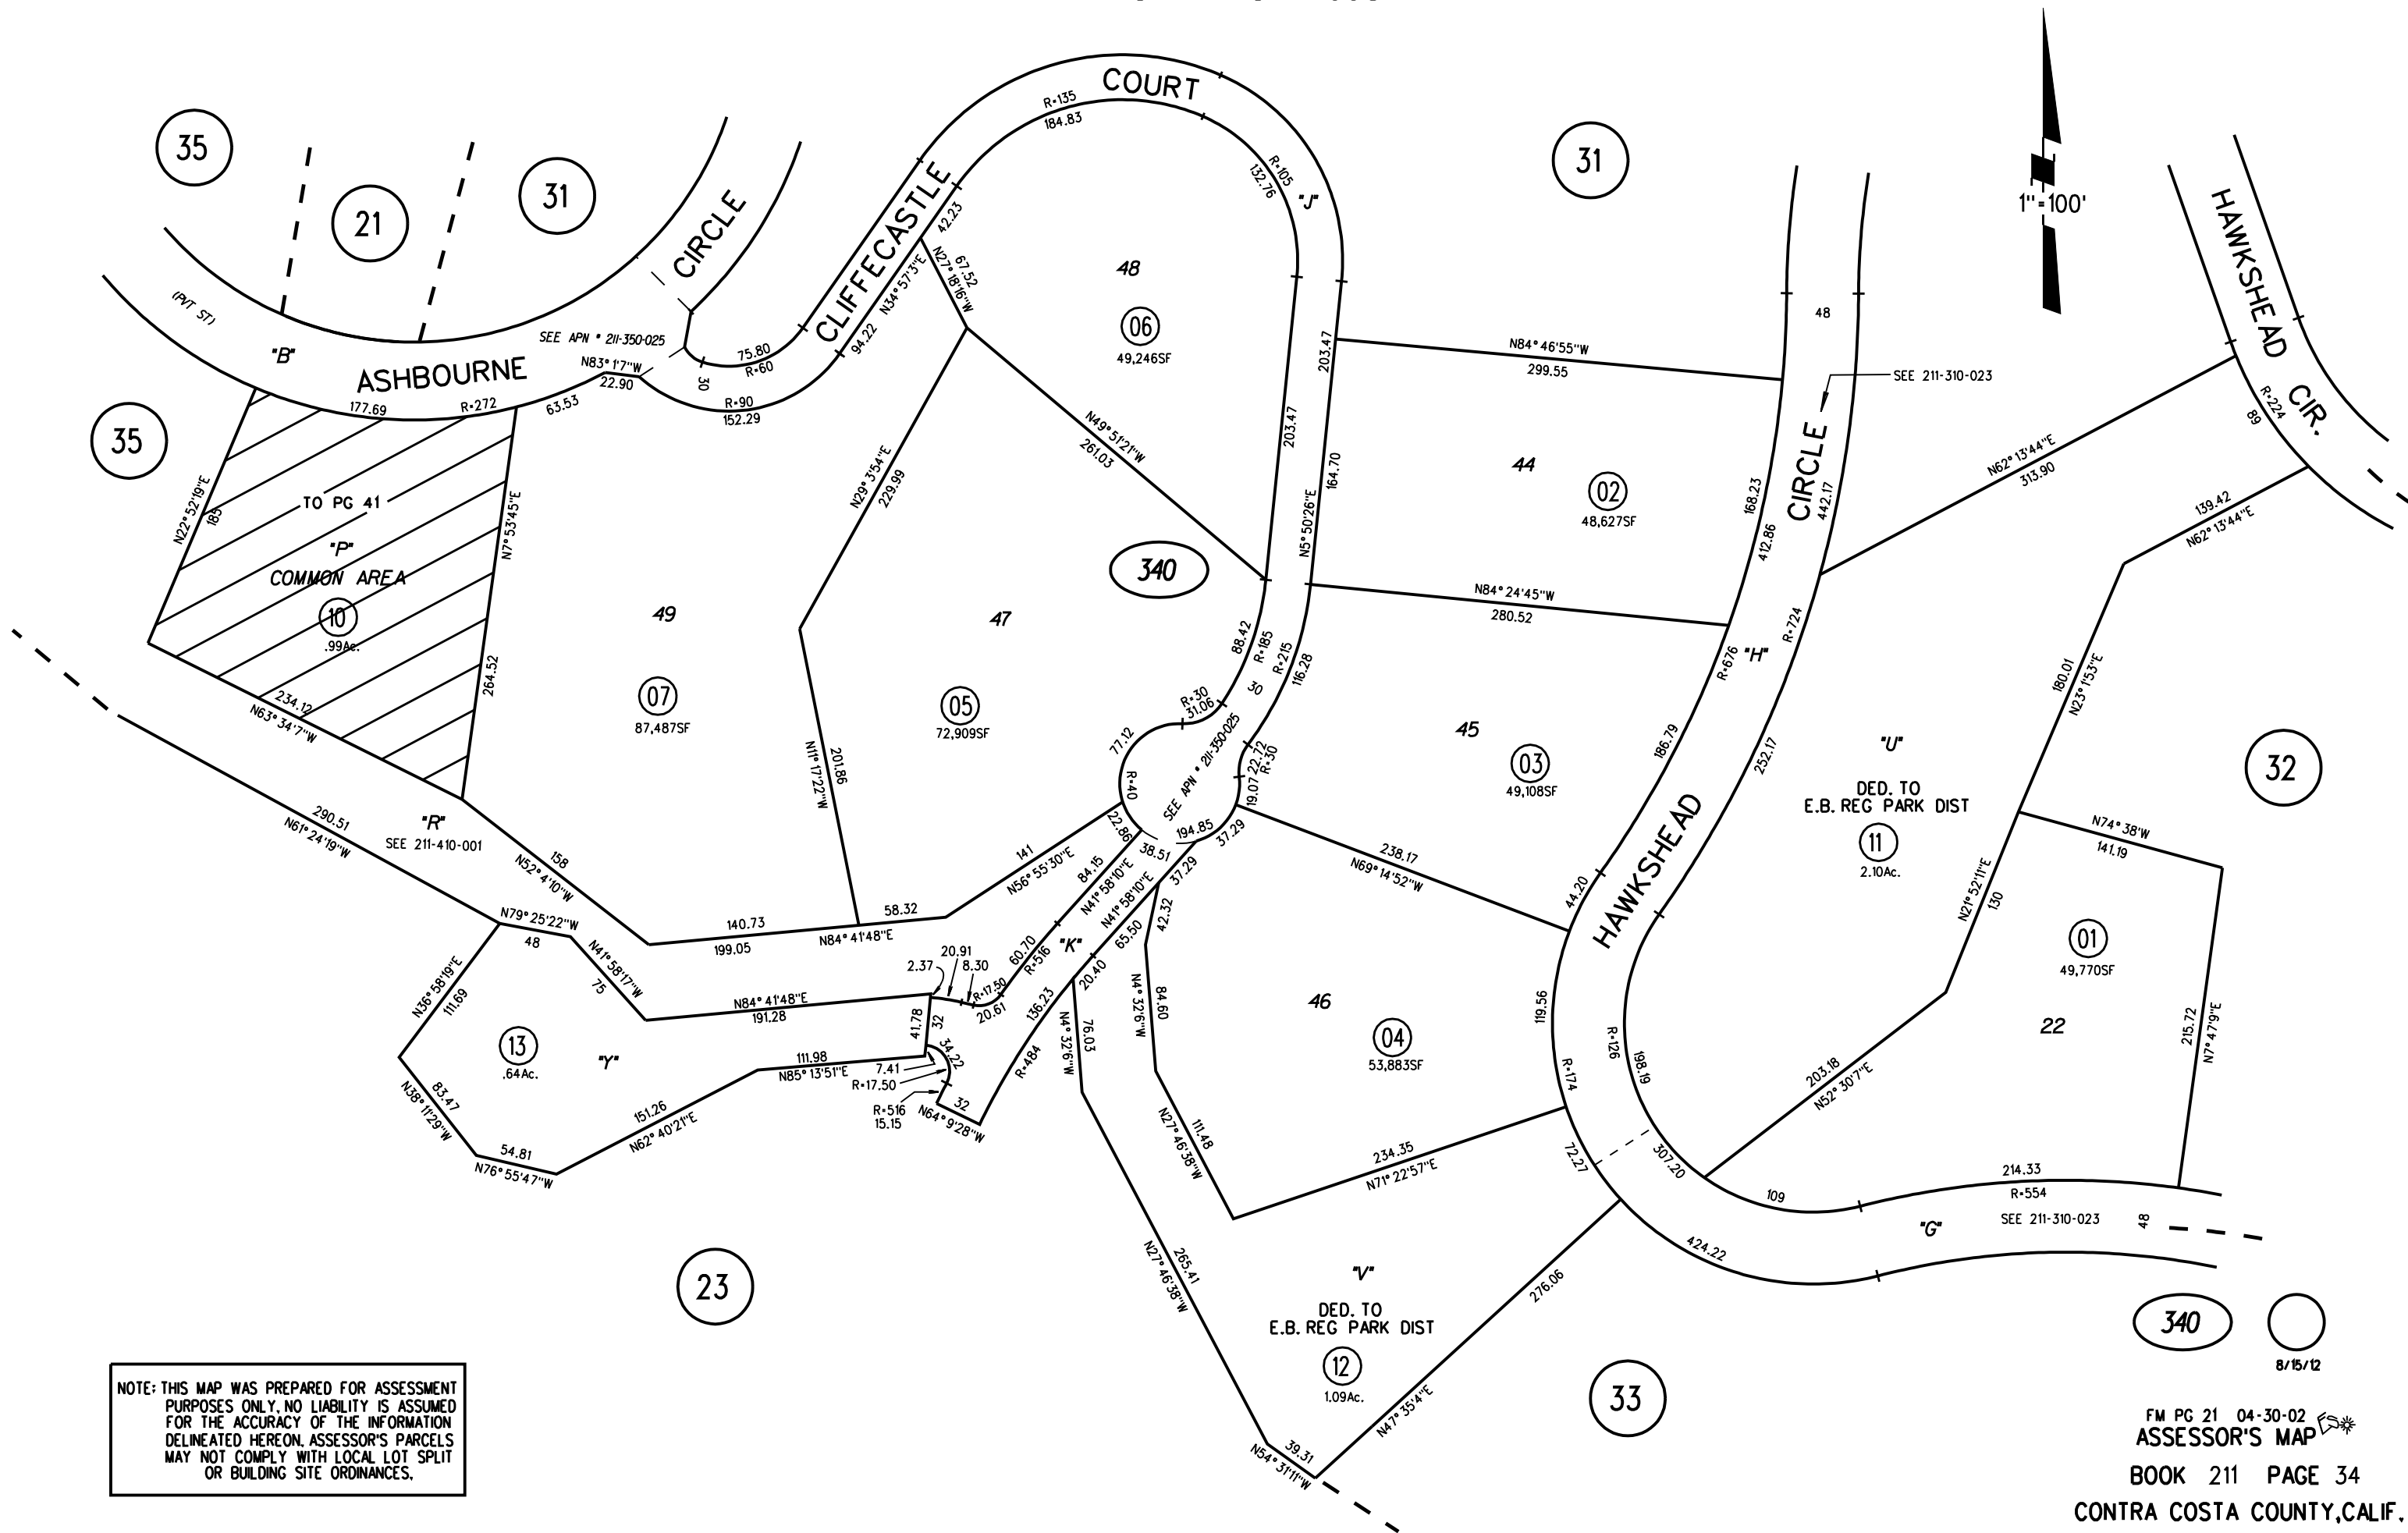 35
21
31
CIRCLE
(PVT ST)
"B"
ASHBOURNE
SEE APN * 211-350-025
N83°1'7"W
22.90
30
75.80
R=60
R=90
152.29
177.69
R=272
63.53
35
CLIFFECASTLE
COURT
R=135
184.83
R=105
132.76
"J"
42.23
N34°57'3"E
94.22
67.52
N27°18'16"W
48
06
49,246SF
203.47
203.47
N49°51'21"W
261.03
N29°3'54"E
229.99
164.70
N5°50'26"E
31
N84°46'55"W
299.55
44
02
48,627SF
N84°24'45"W
280.52
48
SEE 211-310-023
CIRCLE
442.17
168.23
412.86
R=724
R=676
"H"
186.79
252.17
1"=100'
HAWKSHEAD
CIR.
R=224
89
N62°13'44"E
313.90
139.42
N62°13'44"E
180.01
N23°1'53"E
TO PG 41
"P"
COMMON AREA
10
.99Ac.
N22°52'19"E
185
N7°53'45"E
264.52
234.12
N63°34'7"W
49
07
87,487SF
47
05
72,909SF
340
N11°17'22"W
201.86
88.42
R=185
R=215
116.28
30
R=30
31.06
77.12
R=40
SEE APN * 211-350-025
22.72
R=30
19.07
22.86
194.85
37.29
38.51
37.29
45
03
49,108SF
238.17
N69°14'52"W
HAWKSHEAD
44.20
"U"
DED. TO
E.B. REG PARK DIST
11
2.10Ac.
32
N74°38'W
141.19
N21°52'11"E
130
01
49,770SF
22
215.72
N7°47'9"E
203.18
N52°30'7"E
290.51
N61°24'19"W
"R"
SEE 211-410-001
158
N52°4'10"W
140.73
58.32
199.05
N84°41'48"E
141
N56°55'30"E
84.15
N41°58'10"E
N41°58'10"E
65.50
42.32
"K"
60.70
R=516
20.40
136.23
R=484
20.91
2.37
8.30
R=17.50
20.61
N79°25'22"W
48
N41°58'17"W
75
N84°41'48"E
191.28
41.78
32
34.22
7.41
R=17.50
R=516
15.15
32
N64°9'28"W
N36°58'19"E
111.69
13
.64Ac.
"Y"
83.47
N38°11'29"W
54.81
N76°55'47"W
151.26
N62°40'21"E
111.98
N85°13'51"E
76.03
N4°32'6"W
84.60
N4°32'6"W
46
04
53,883SF
111.48
N27°46'38"W
234.35
N71°22'57"E
119.56
R=174
R=126
198.19
72.27
307.20
109
424.22
214.33
R=554
SEE 211-310-023
"G"
48
265.41
N27°46'38"W
"V"
DED. TO
E.B. REG PARK DIST
12
1.09Ac.
276.06
N47°35'4"E
39.31
N54°31'11"W
23
33
340
8/15/12
NOTE: THIS MAP WAS PREPARED FOR ASSESSMENT
PURPOSES ONLY. NO LIABILITY IS ASSUMED
FOR THE ACCURACY OF THE INFORMATION
DELINEATED HEREON. ASSESSOR'S PARCELS
MAY NOT COMPLY WITH LOCAL LOT SPLIT
OR BUILDING SITE ORDINANCES.
FM PG 21 04-30-02
ASSESSOR'S MAP
BOOK 211 PAGE 34
CONTRA COSTA COUNTY, CALIF.